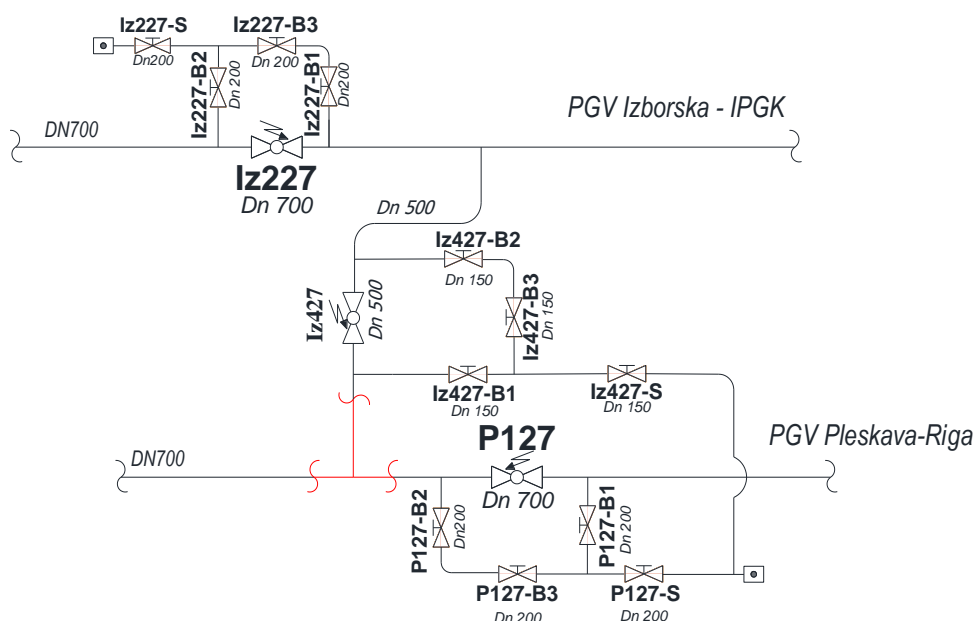 Iz227-S
Iz227-B3
Dn200
Dn 200
Iz227-B2
Dn 200
Iz227-B1
Dn200
PGV Izborska - IPGK
DN700
Iz227
Dn 700
Dn 500
Iz427-B2
Dn 150
Iz427
Dn 500
Iz427-B3
Dn 150
Iz427-B1
Dn 150
Iz427-S
Dn 150
P127
PGV Pleskava-Riga
DN700
Dn 700
P127-B2
Dn200
P127-B1
Dn 200
P127-B3
Dn 200
P127-S
Dn 200